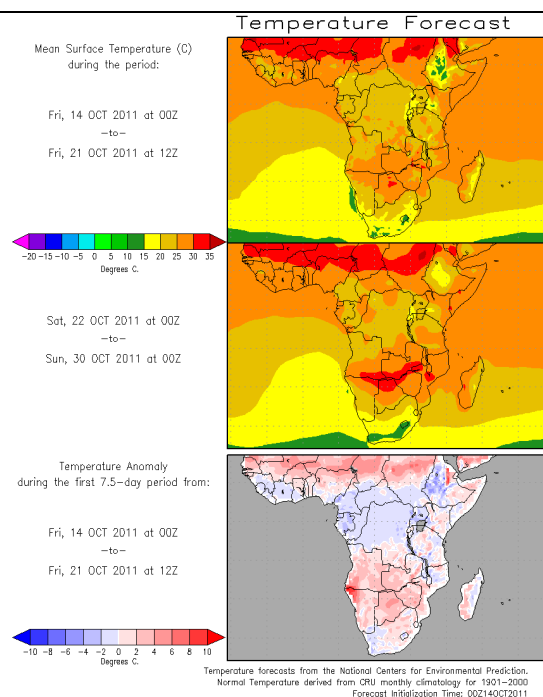 Temperature Forecast
Mean Surface Temperature (C)
during the period:
Fri, 14 OCT 2011 at 00Z
-to-
Fri, 21 OCT 2011 at 12Z
-20 -15 -10 -5 0 5 10 15 20 25 30 35
Degrees C.
Sat, 22 OCT 2011 at 00Z
-to-
Sun, 30 OCT 2011 at 00Z
Temperature Anomaly
during the first 7.5-day period from:
Fri, 14 OCT 2011 at 00Z
-to-
Fri, 21 OCT 2011 at 12Z
-10 -8 -6 -4 -2 0 2 4 6 8 10
Degrees C.
Temperature forecasts from the National Centers for Environmental Prediction.
Normal Temperature derived from CRU monthly climatology for 1901-2000
Forecast Initialization Time: 00Z14OCT2011